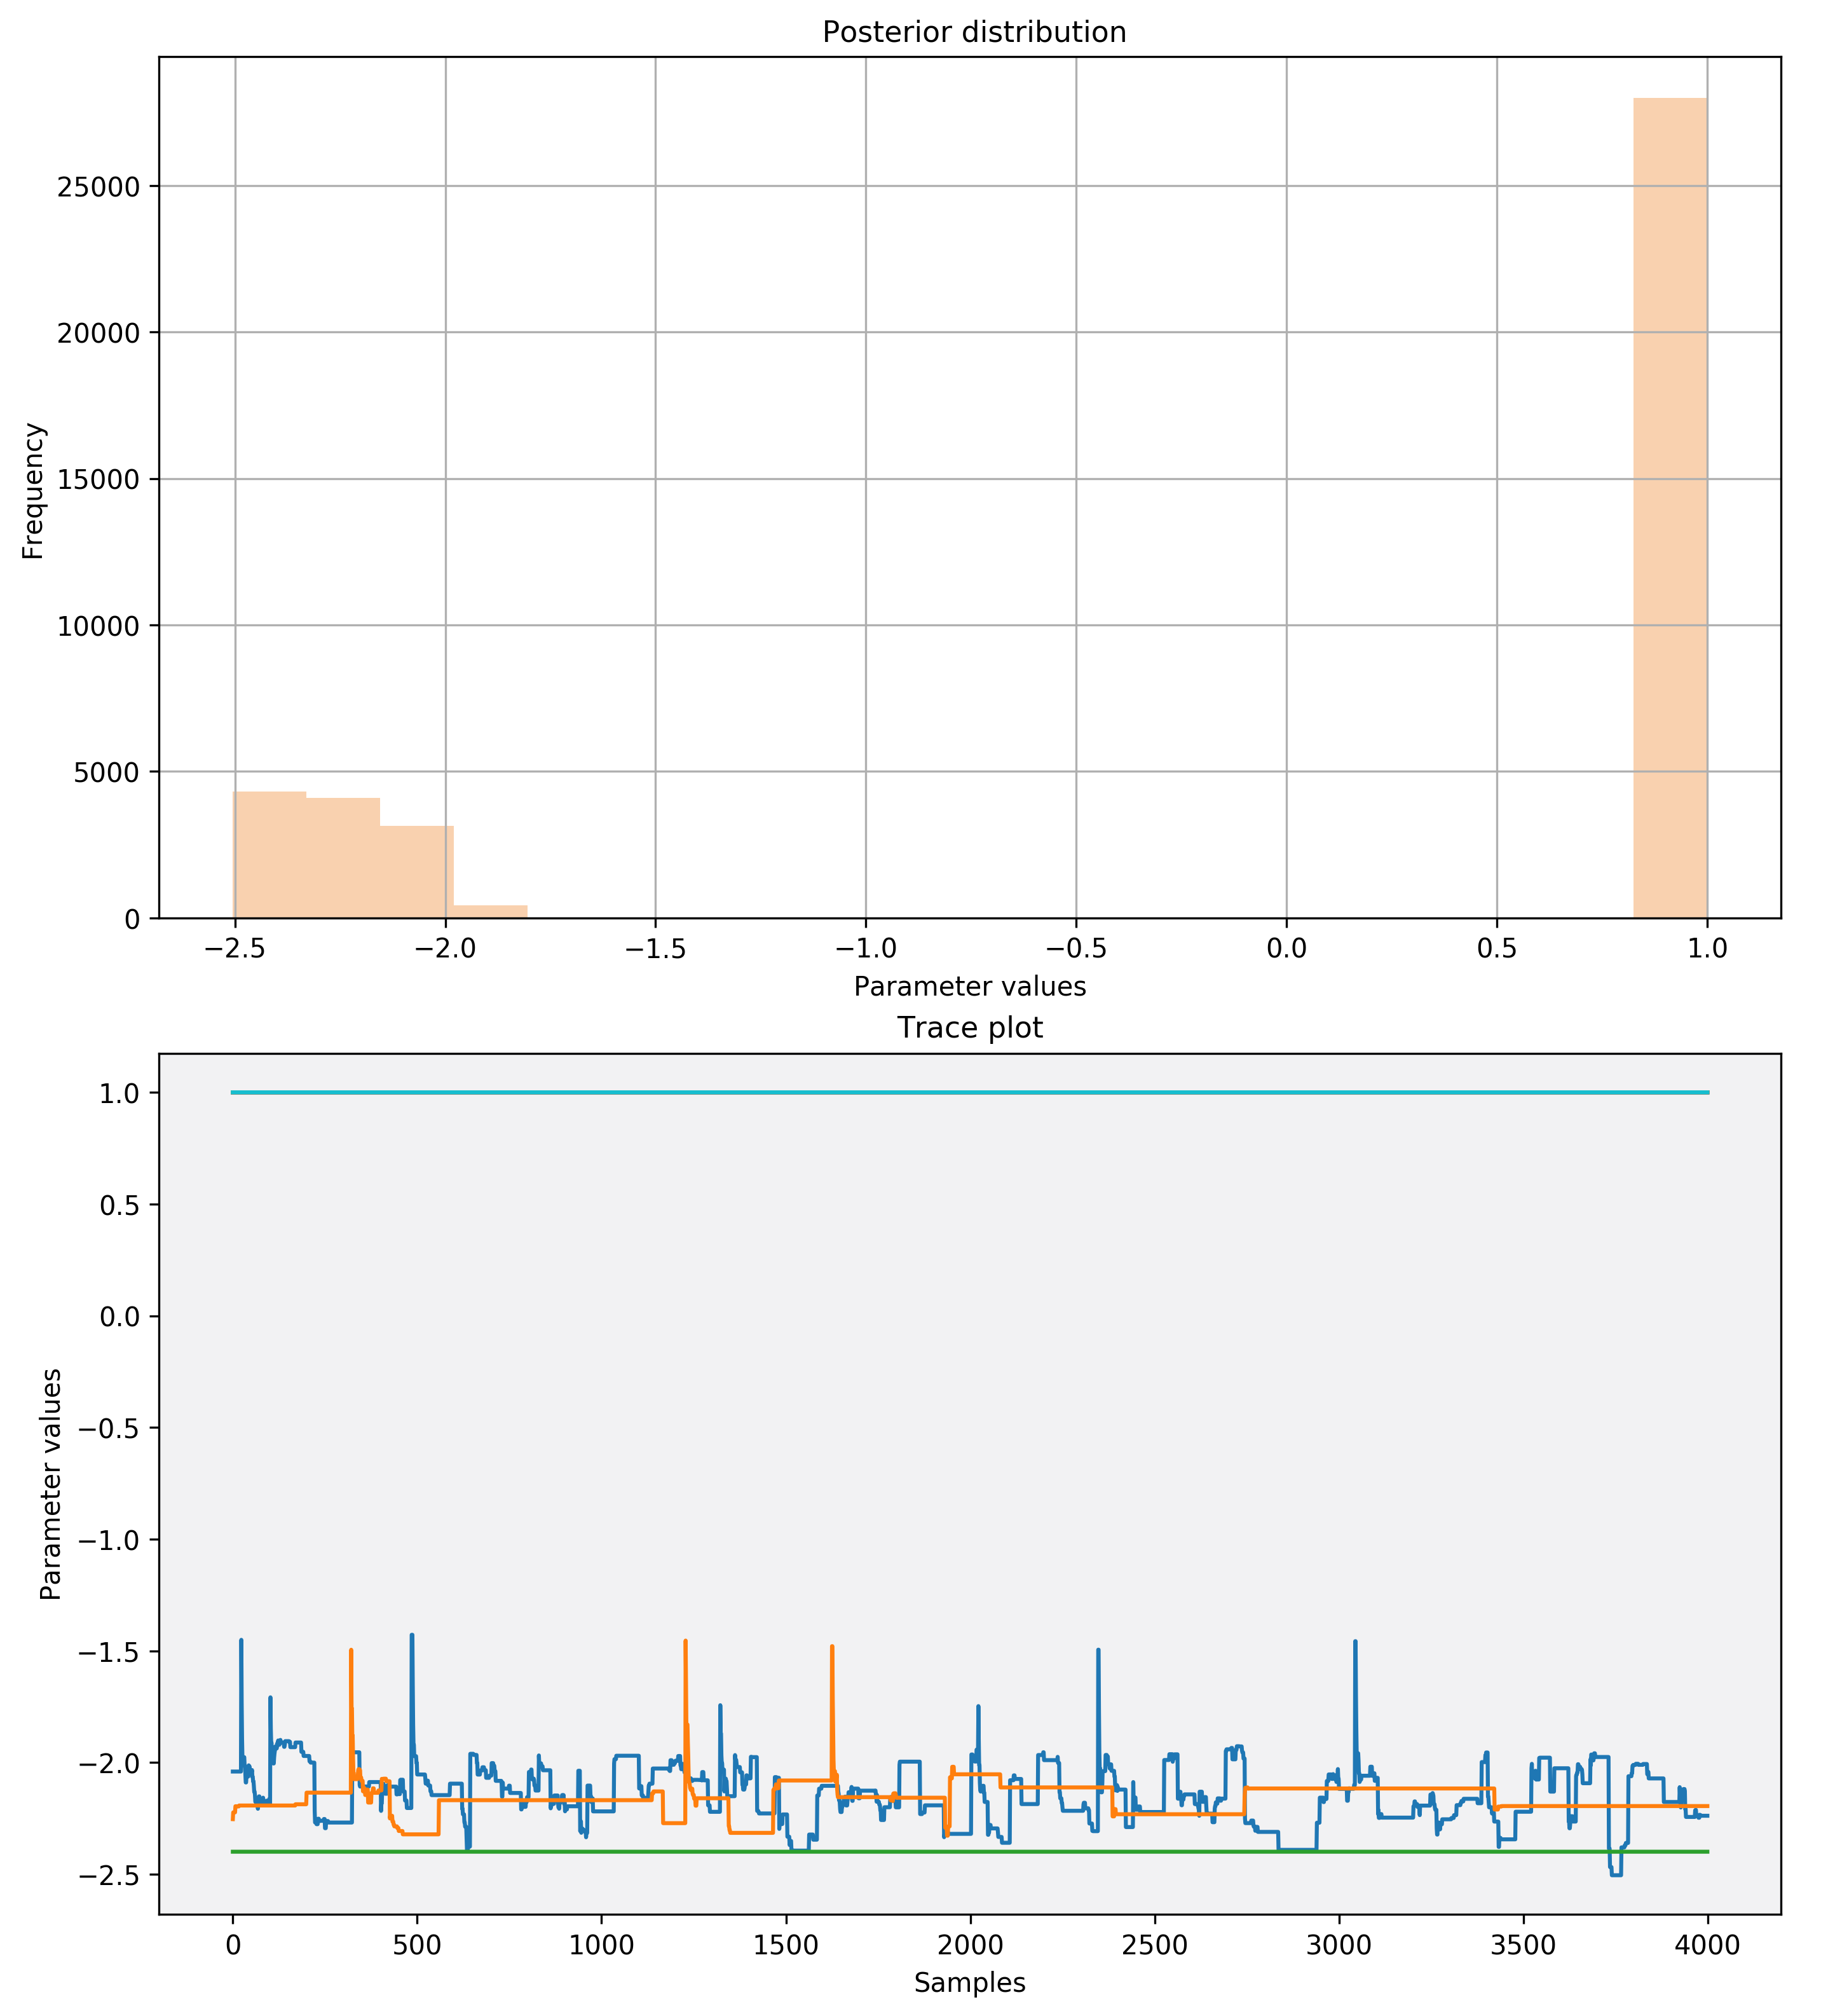 Posterior distribution
Frequency
25000
20000
15000
10000
5000
0
−2.5 −2.0 −1.5 −1.0 −0.5 0.0 0.5 1.0
Parameter values
Trace plot
Parameter values
1.0
0.5
0.0
−0.5
−1.0
−1.5
−2.0
−2.5
0 500 1000 1500 2000 2500 3000 3500 4000
Samples